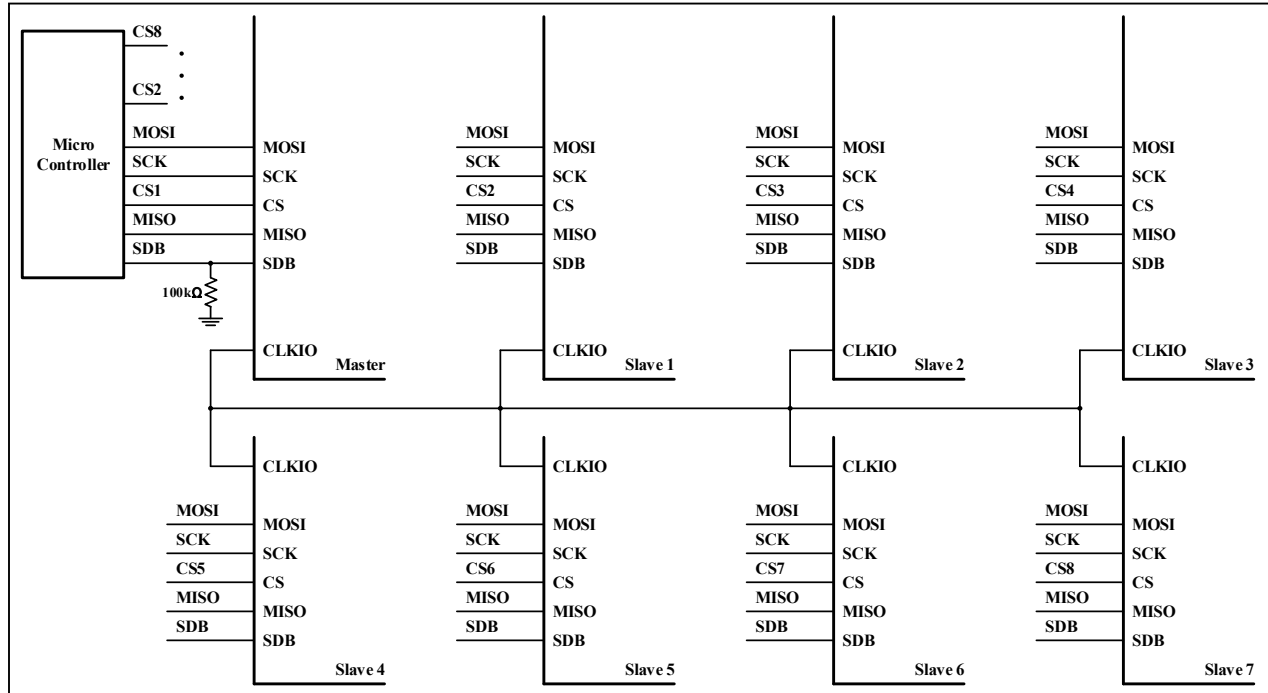 CS8
CS2
Micro
Controller
MOSI
SCK
CS1
MISO
SDB
100kΩ
MOSI
SCK
CS
MISO
SDB
CLKIO
Master
MOSI
SCK
CS2
MISO
SDB
MOSI
SCK
CS
MISO
SDB
CLKIO
Slave 1
MOSI
SCK
CS3
MISO
SDB
MOSI
SCK
CS
MISO
SDB
CLKIO
Slave 2
MOSI
SCK
CS4
MISO
SDB
MOSI
SCK
CS
MISO
SDB
CLKIO
Slave 3
CLKIO
MOSI
SCK
CS5
MISO
SDB
MOSI
SCK
CS
MISO
SDB
Slave 4
CLKIO
MOSI
SCK
CS6
MISO
SDB
MOSI
SCK
CS
MISO
SDB
Slave 5
CLKIO
MOSI
SCK
CS7
MISO
SDB
MOSI
SCK
CS
MISO
SDB
Slave 6
CLKIO
MOSI
SCK
CS8
MISO
SDB
MOSI
SCK
CS
MISO
SDB
Slave 7